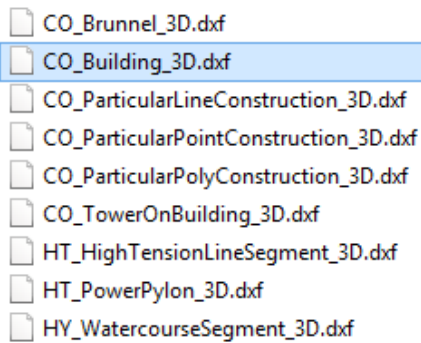 CO_Brunnel_3D.dxf
CO_Building_3D.dxf
CO_ParticularLineConstruction_3D.dxf
CO_ParticularPointConstruction_3D.dxf
CO_ParticularPolyConstruction_3D.dxf
CO_TowerOnBuilding_3D.dxf
HT_HighTensionLineSegment_3D.dxf
HT_PowerPylon_3D.dxf
HY_WatercourseSegment_3D.dxf